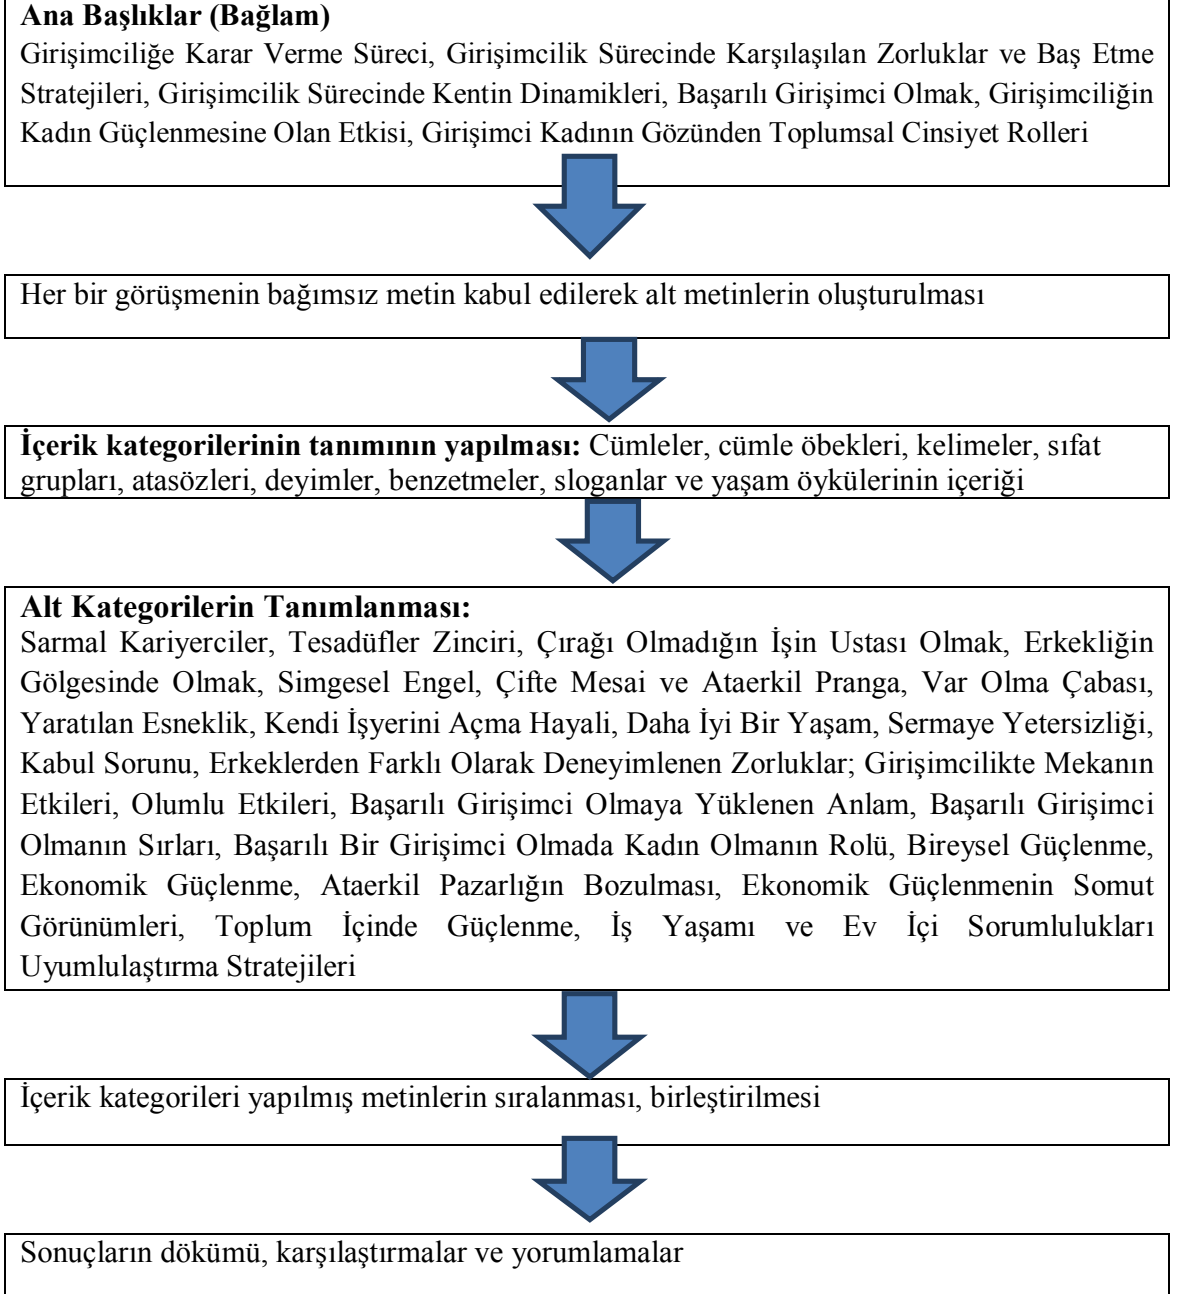 Ana Başlıklar (Bağlam)
Girişimciliğe Karar Verme Süreci, Girişimcilik Sürecinde Karşılaşılan Zorluklar ve Baş Etme
Stratejileri, Girişimcilik Sürecinde Kentin Dinamikleri, Başarılı Girişimci Olmak, Girişimciliğin
Kadın Güçlenmesine Olan Etkisi, Girişimci Kadının Gözünden Toplumsal Cinsiyet Rolleri
Her bir görüşmenin bağımsız metin kabul edilerek alt metinlerin oluşturulması
İçerik kategorilerinin tanımının yapılması: Cümleler, cümle öbekleri, kelimeler, sıfat
grupları, atasözleri, deyimler, benzetmeler, sloganlar ve yaşam öykülerinin içeriği
Alt Kategorilerin Tanımlanması:
Sarmal Kariyerciler, Tesadüfler Zinciri, Çırağı Olmadığın İşin Ustası Olmak, Erkekliğin
Gölgesinde Olmak, Simgesel Engel, Çifte Mesai ve Ataerkil Pranga, Var Olma Çabası,
Yaratılan Esneklik, Kendi İşyerini Açma Hayali, Daha İyi Bir Yaşam, Sermaye Yetersizliği,
Kabul Sorunu, Erkeklerden Farklı Olarak Deneyimlenen Zorluklar; Girişimcilikte Mekanın
Etkileri, Olumlu Etkileri, Başarılı Girişimci Olmaya Yüklenen Anlam, Başarılı Girişimci
Olmanın Sırları, Başarılı Bir Girişimci Olmada Kadın Olmanın Rolü, Bireysel Güçlenme,
Ekonomik Güçlenme, Ataerkil Pazarlığın Bozulması, Ekonomik Güçlenmenin Somut
Görünümleri, Toplum İçinde Güçlenme, İş Yaşamı ve Ev İçi Sorumlulukları
Uyumlulaştırma Stratejileri
İçerik kategorileri yapılmış metinlerin sıralanması, birleştirilmesi
Sonuçların dökümü, karşılaştırmalar ve yorumlamalar